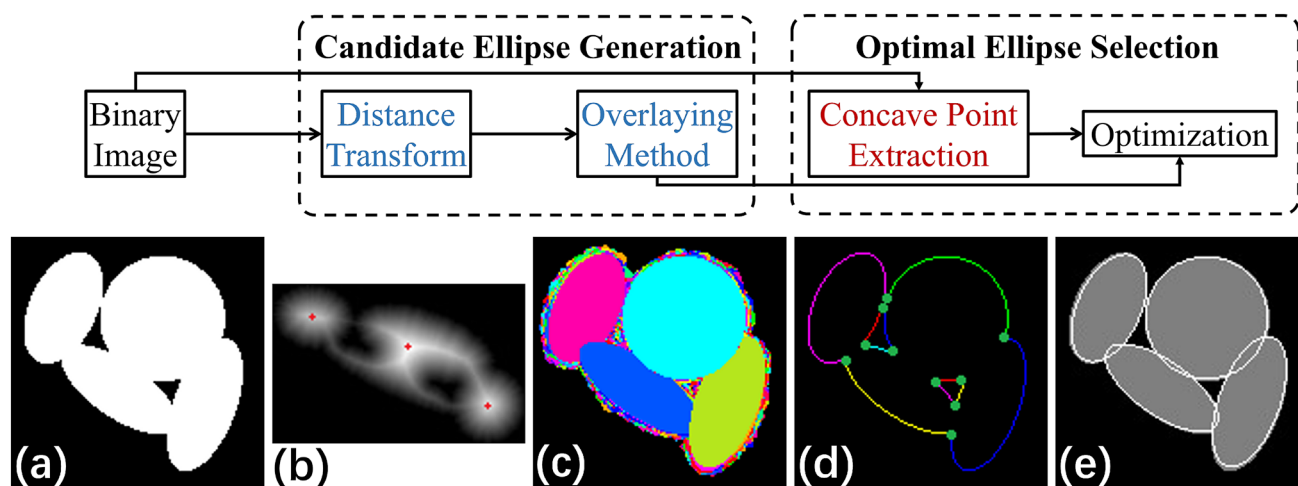 Candidate Ellipse Generation
Optimal Ellipse Selection
Binary
Image
Distance
Transform
Overlaying
Method
Concave Point
Extraction
Optimization
(a)
(b)
(c)
(d)
(e)